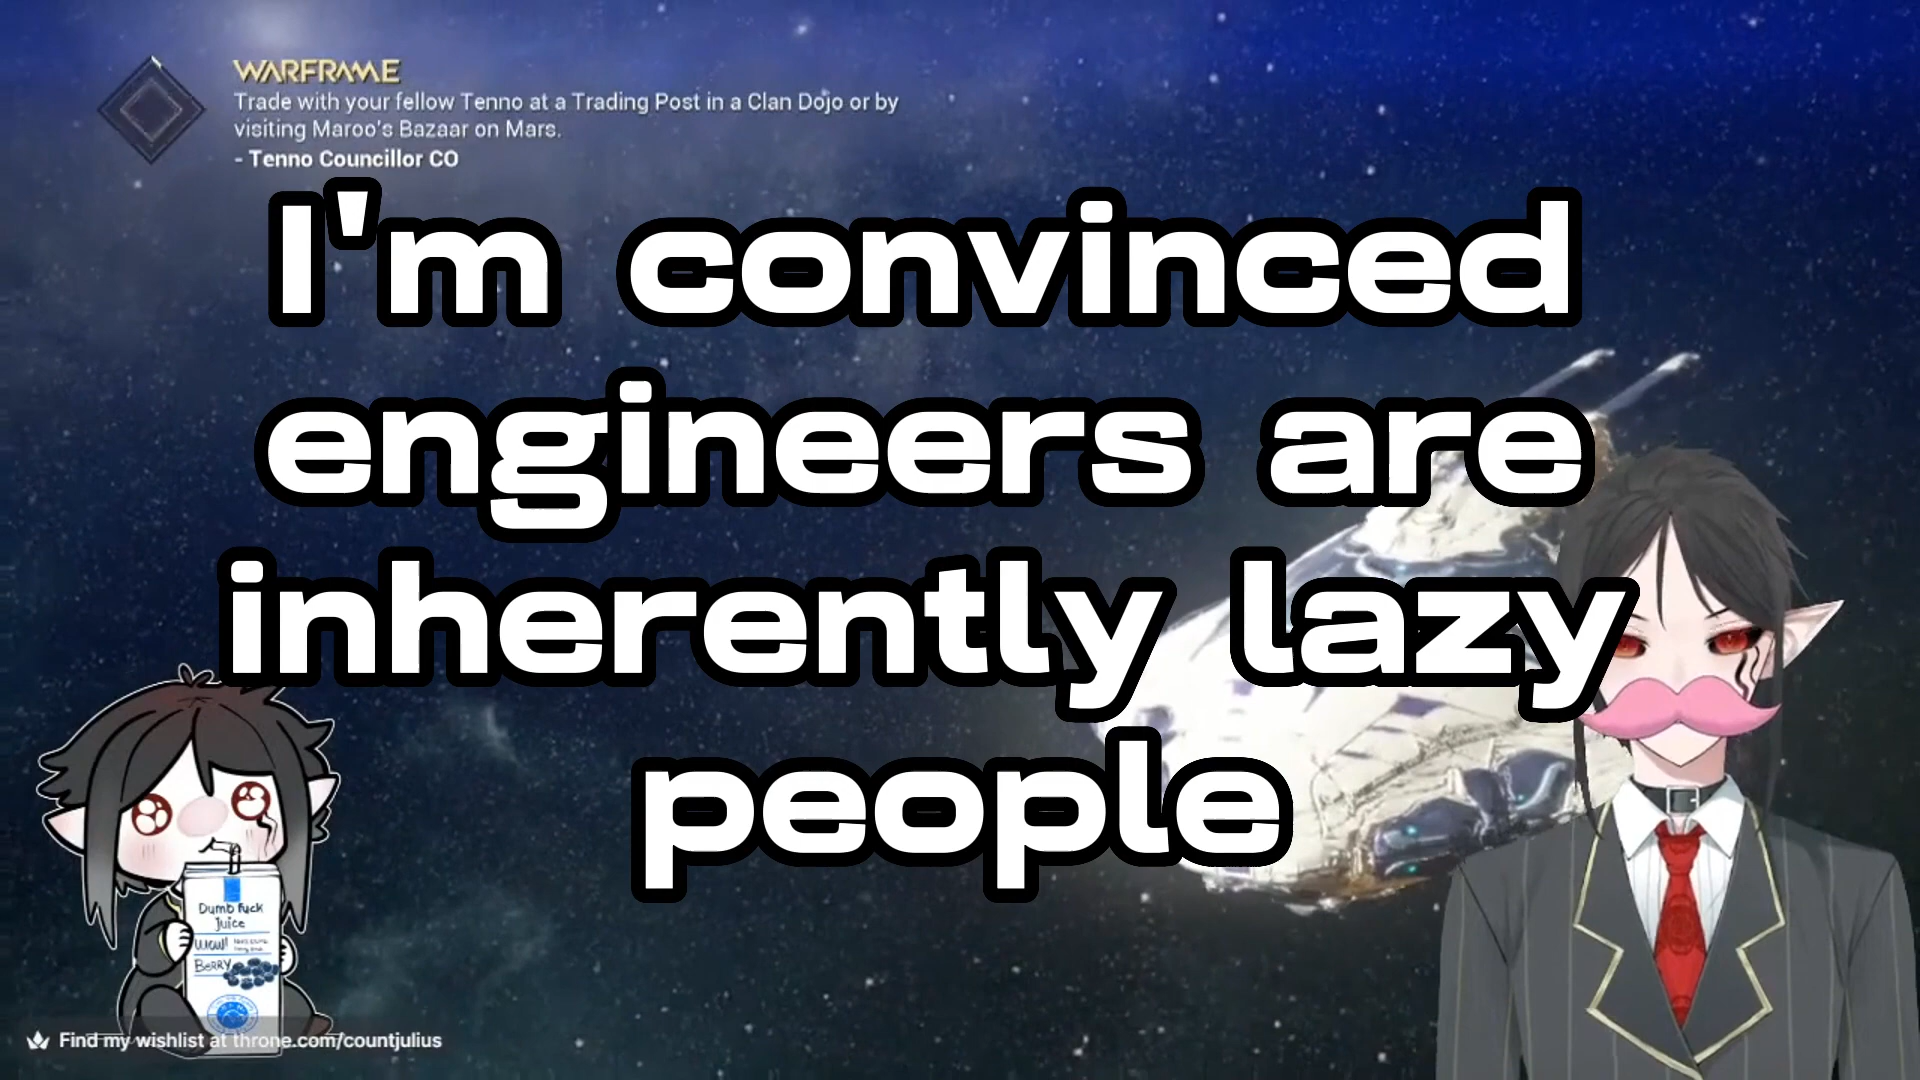 WARFRAME
Trade with your fellow Tenno at a Trading Post in a Clan Dojo or by
visiting Maroo's Bazaar on Mars.
- Tenno Councillor CO
I'm convinced
engineers are
inherently lazy
people
Dumb Fuck
Juice
Wow!
Berry
Find my wishlist at throne.com/countjulius